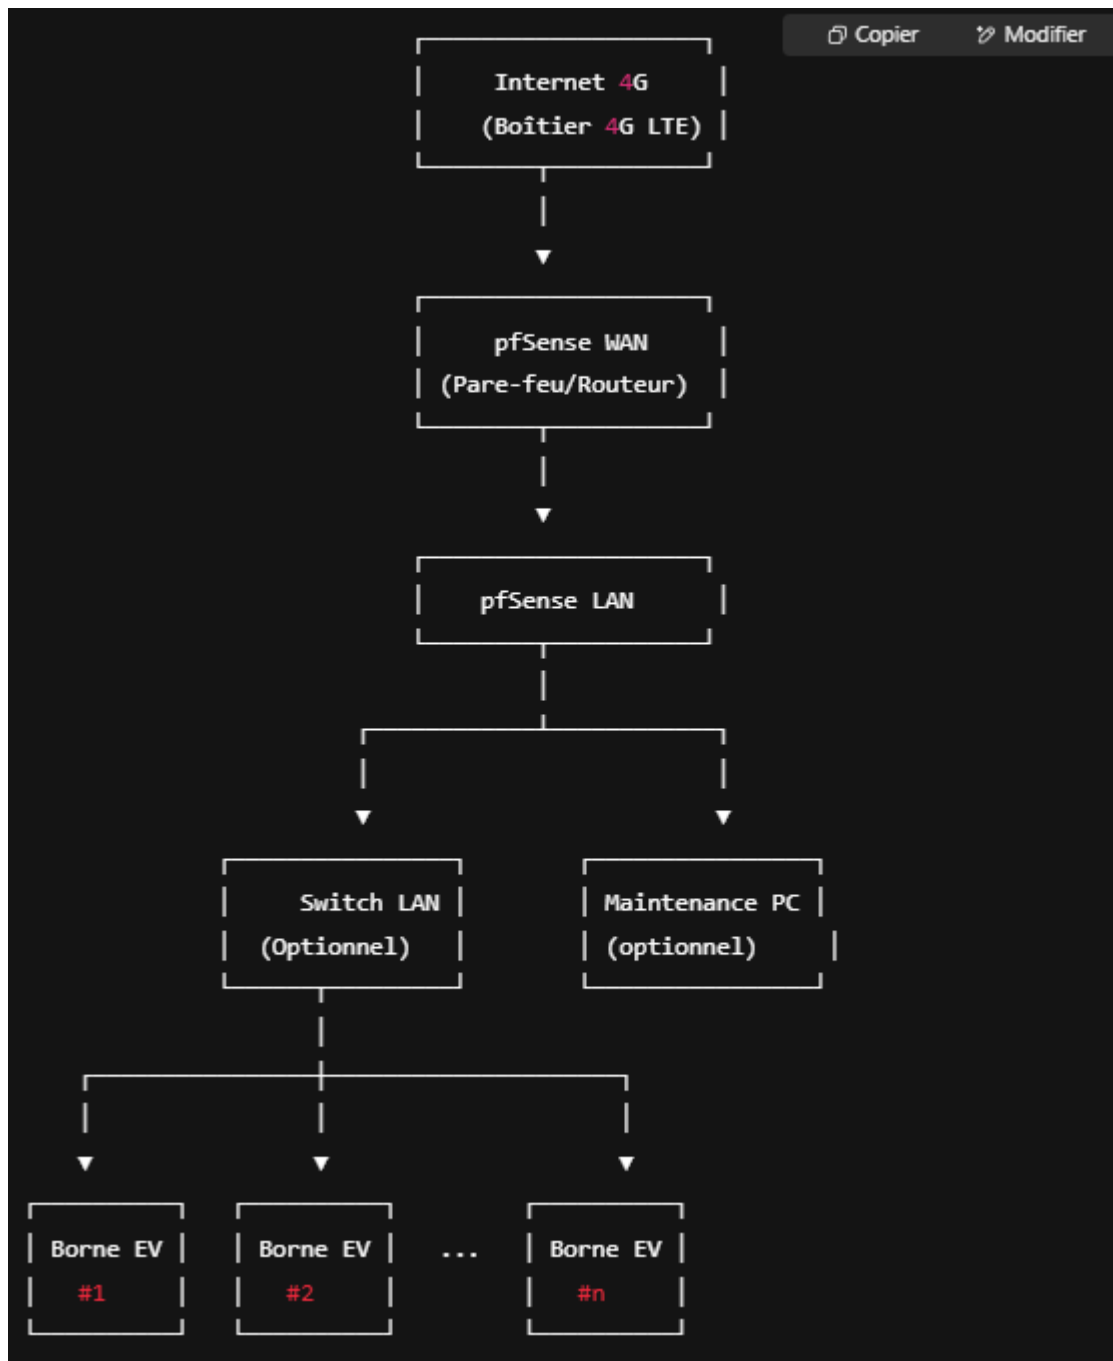 Copier
Modifier
Internet 4G
(Boîtier 4G LTE)
pfSense WAN
(Pare-feu/Routeur)
pfSense LAN
Switch LAN
(Optionnel)
Maintenance PC
(optionnel)
Borne EV
#1
Borne EV
#2
...
Borne EV
#n